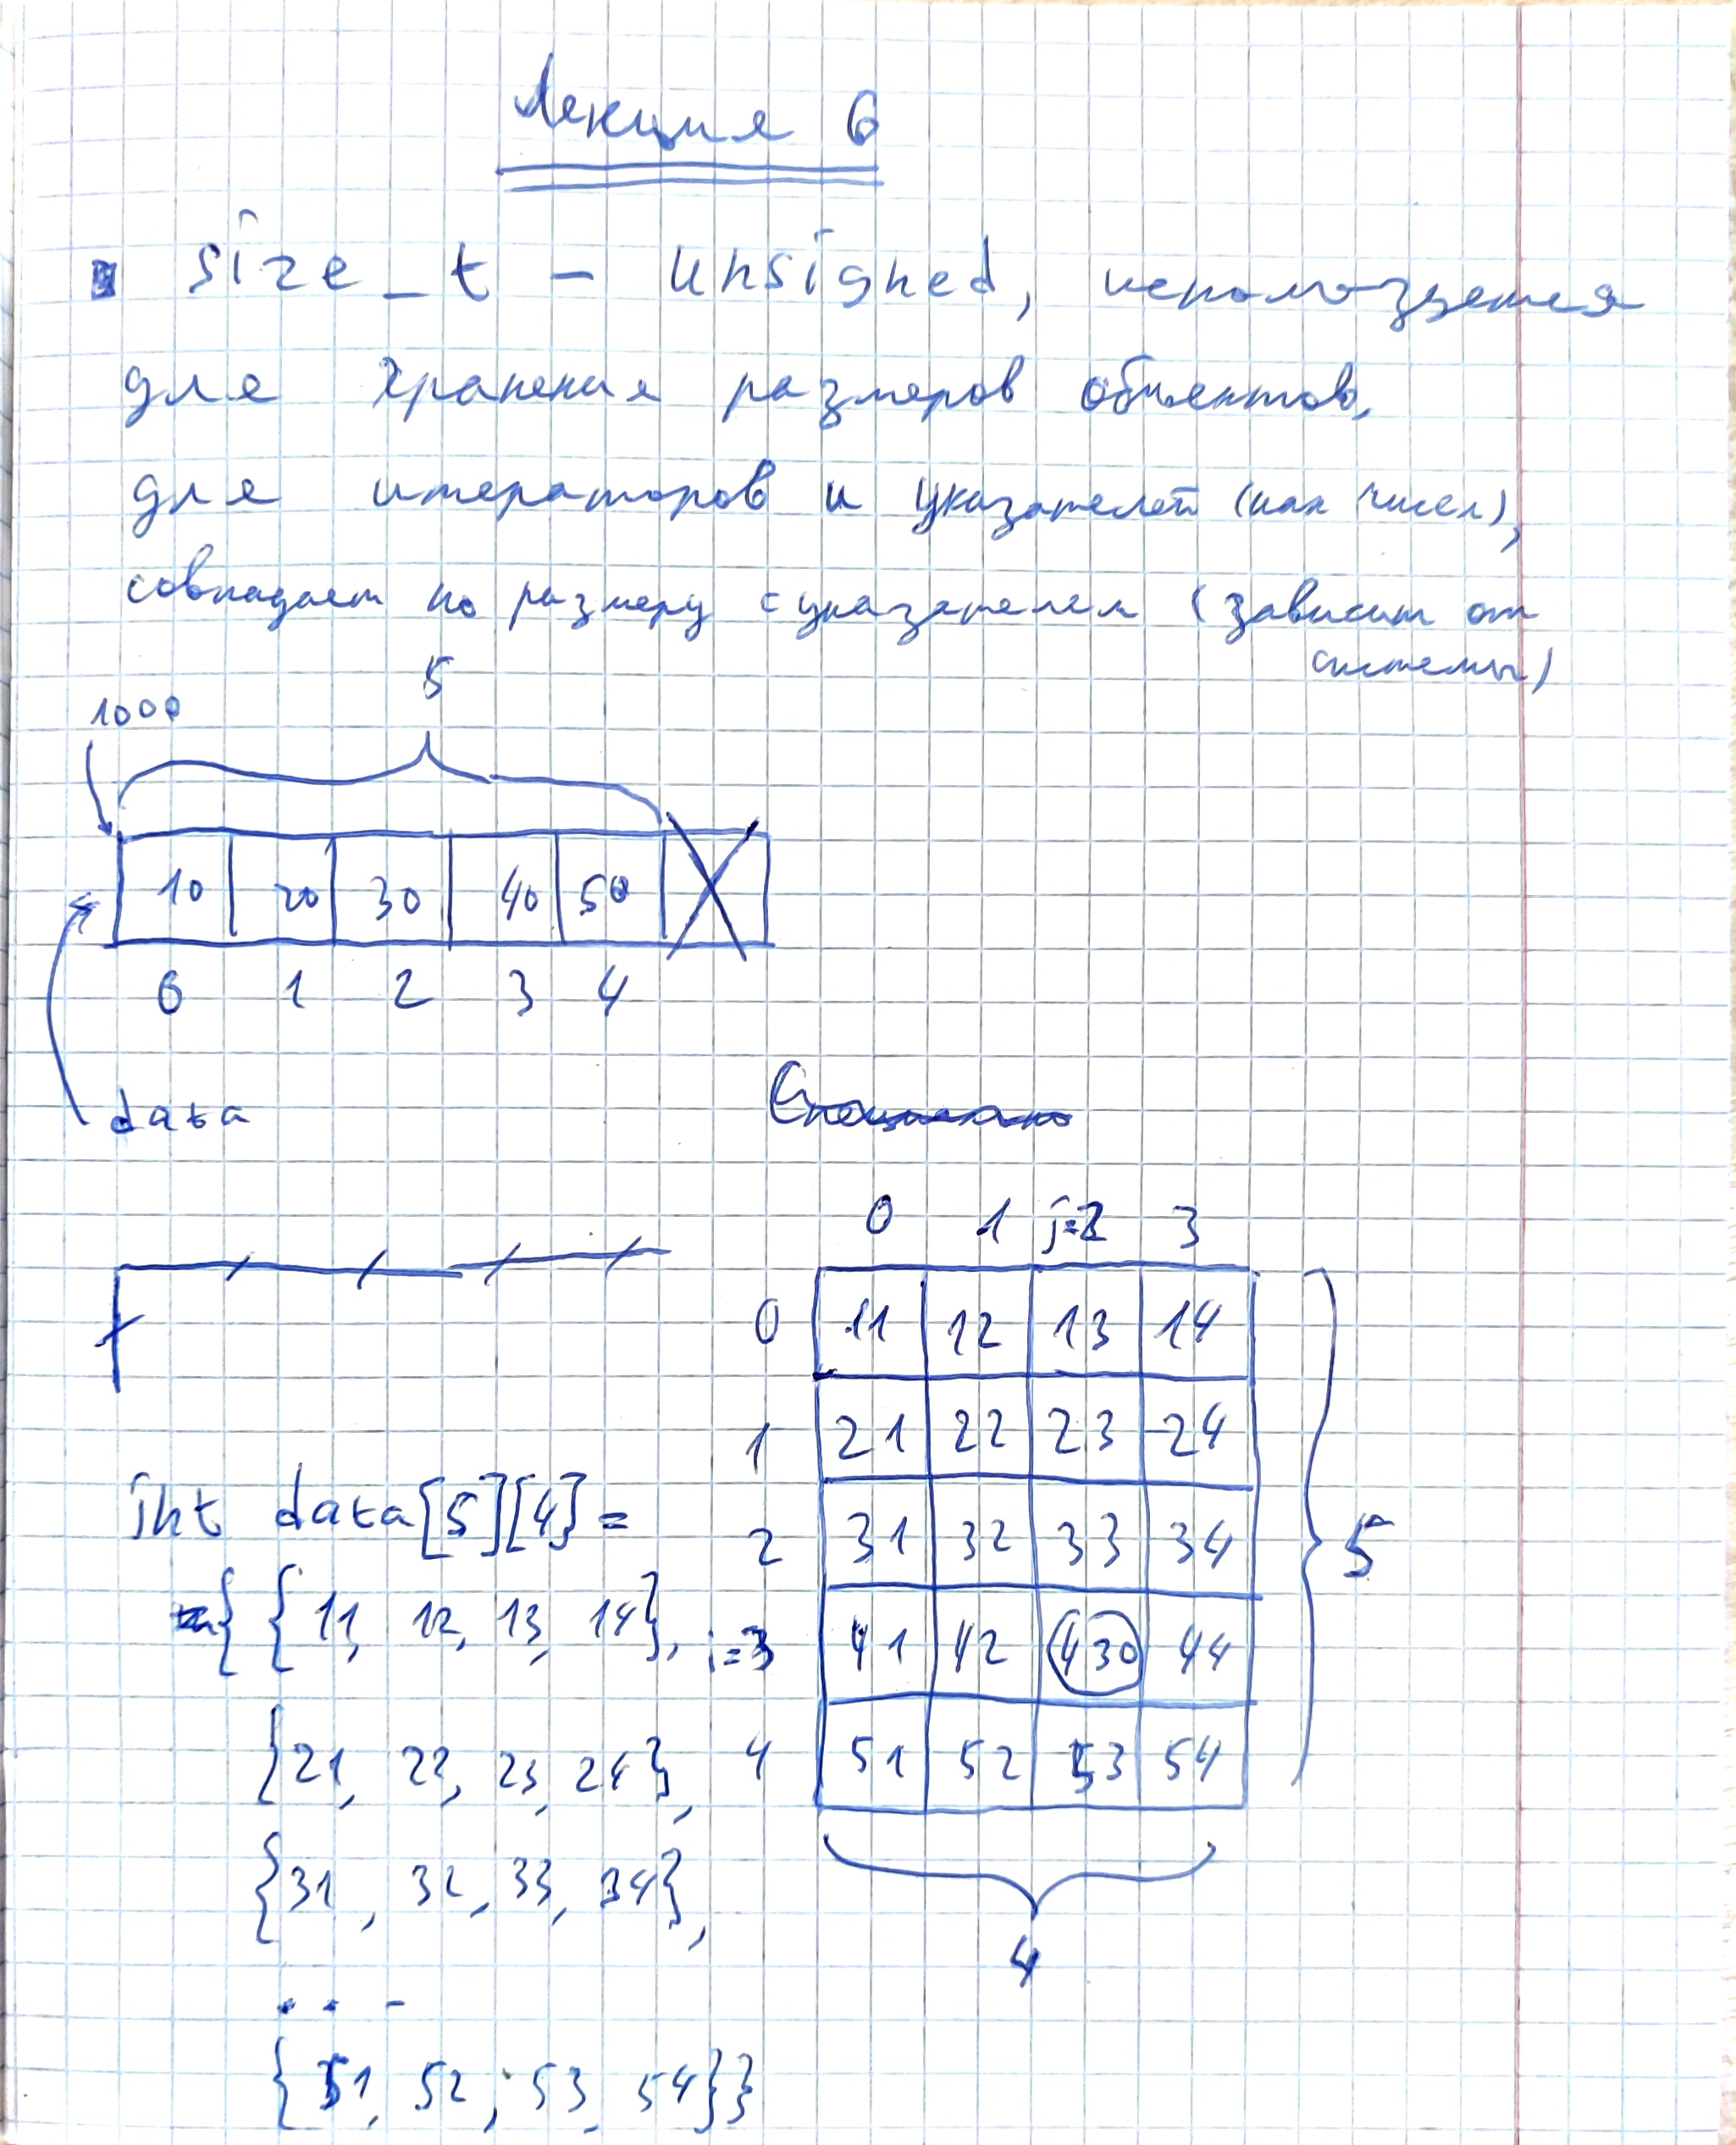 Лекция 6
size_t – unsigned, используется
для хранения размеров объектов,
для итераторов и указателей (как чисел),
совпадает по размеру с указателем (зависит от
системы)
5
1000
10 20 30 40 50
0 1 2 3 4
data
0 1 j=2 3
0 11 12 13 14
1 21 22 23 24
2 31 32 33 34
i=3 41 42 430 44
4 51 52 53 54
5
4
int data[5][4]=
{ { 11, 12, 13, 14},
{21, 22, 23, 24},
{31, 32, 33, 34},
...
{51, 52, 53, 54}}